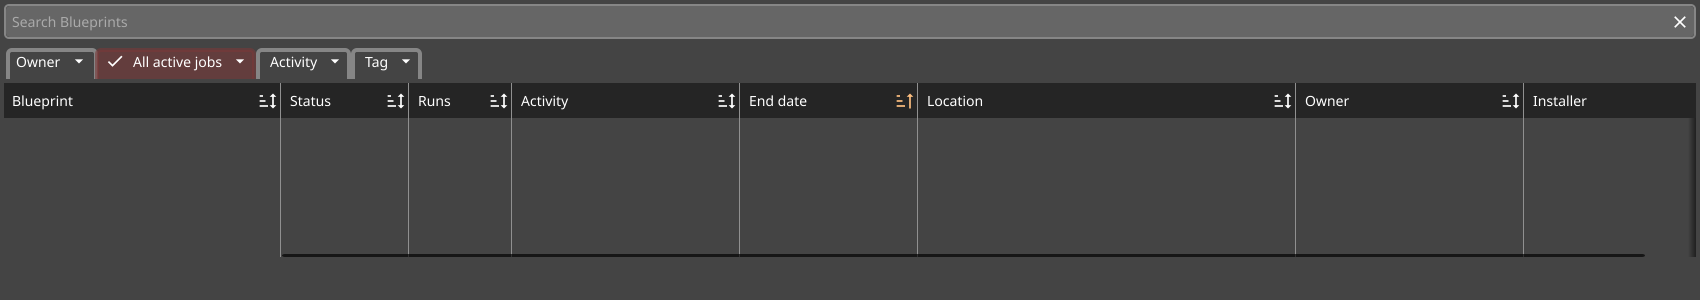 Search Blueprints
Owner All active jobs Activity Tag
Blueprint Status Runs Activity End date Location Owner Installer